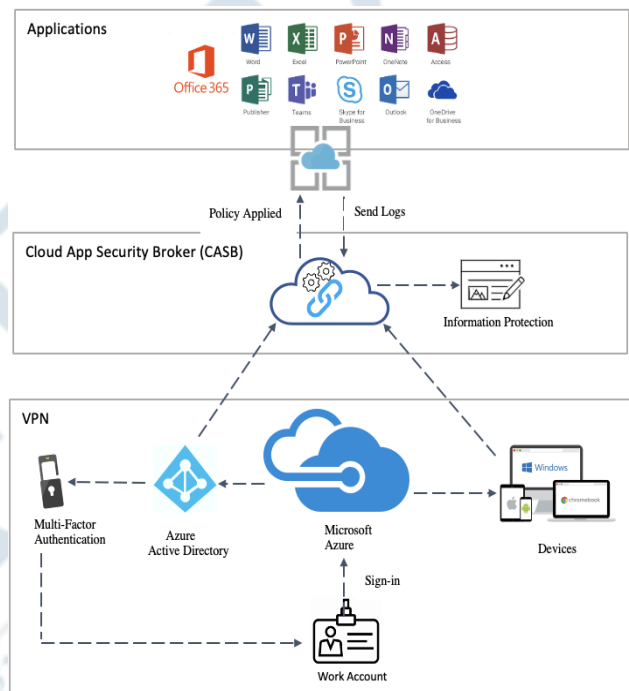 Applications
Office 365
Word
Excel
PowerPoint
OneNote
Access
Publisher
Teams
Skype for
Business
Outlook
OneDrive
for Business
Policy Applied
Send Logs
Cloud App Security Broker (CASB)
Information Protection
VPN
Windows
chromebook
Multi-Factor
Authentication
Azure
Active Directory
Microsoft
Azure
Devices
Sign-in
Work Account